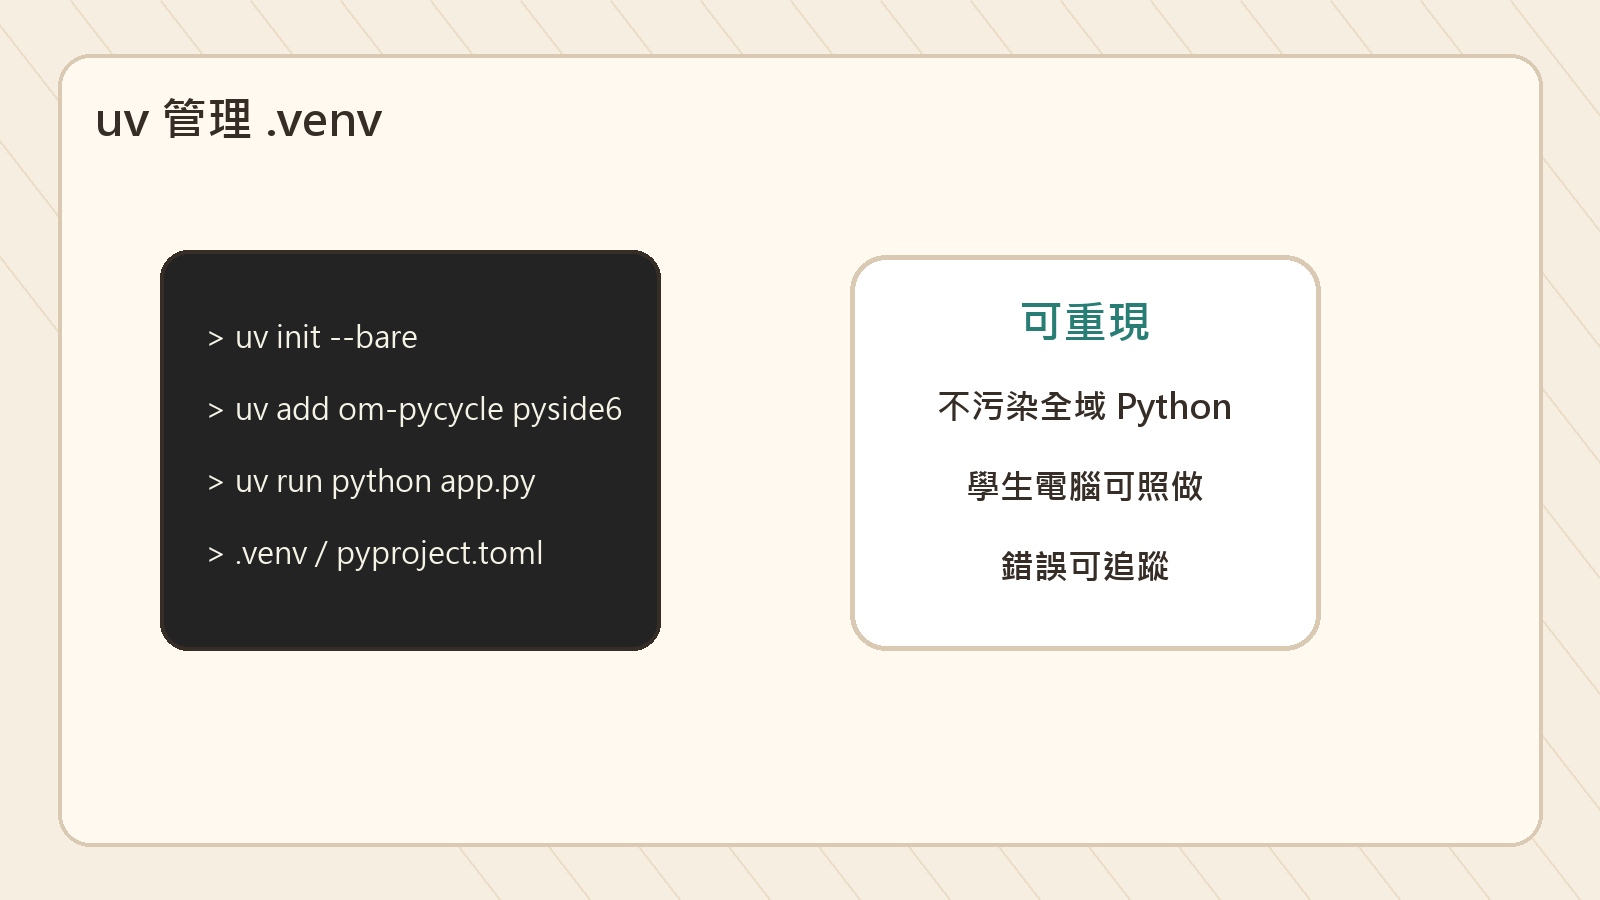 uv 管理 .venv
> uv init --bare
> uv add om-pycycle pyside6
> uv run python app.py
> .venv / pyproject.toml
可重現
不污染全域 Python
學生電腦可照做
錯誤可追蹤